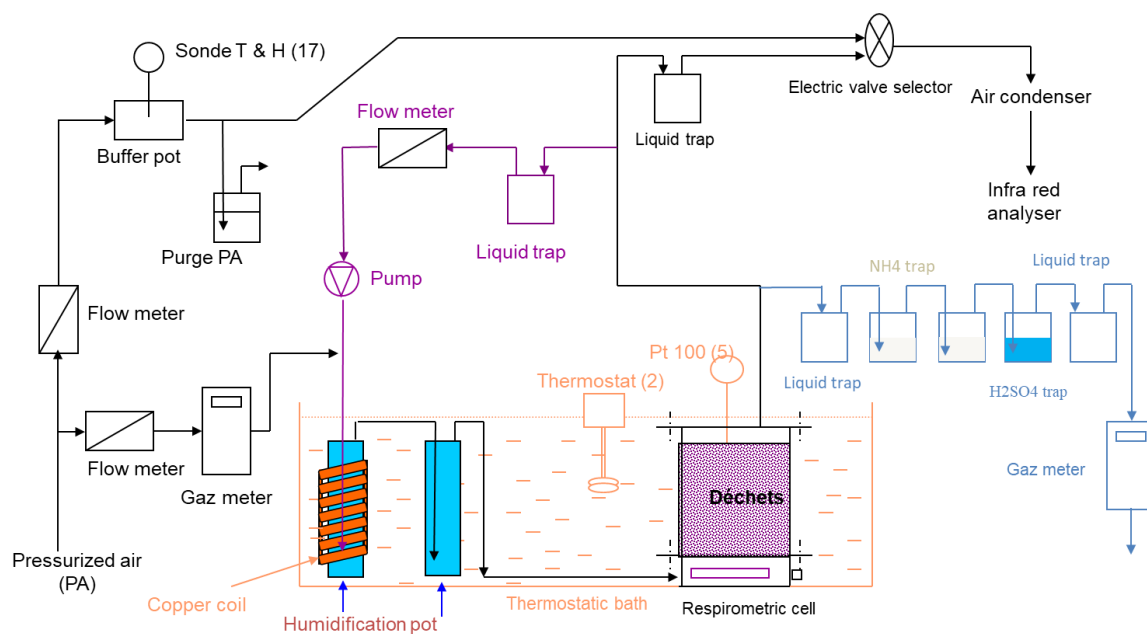 Sonde T & H (17)
Buffer pot
Purge PA
Flow meter
Flow meter
Gaz meter
Pressurized air
(PA)
Flow meter
Liquid trap
Pump
Liquid trap
Electric valve selector
Air condenser
Infra red
analyser
NH4 trap
Liquid trap
Liquid trap
H2SO4 trap
Gaz meter
Pt 100 (5)
Thermostat (2)
Déchets
Copper coil
Humidification pot
Thermostatic bath
Respirometric cell